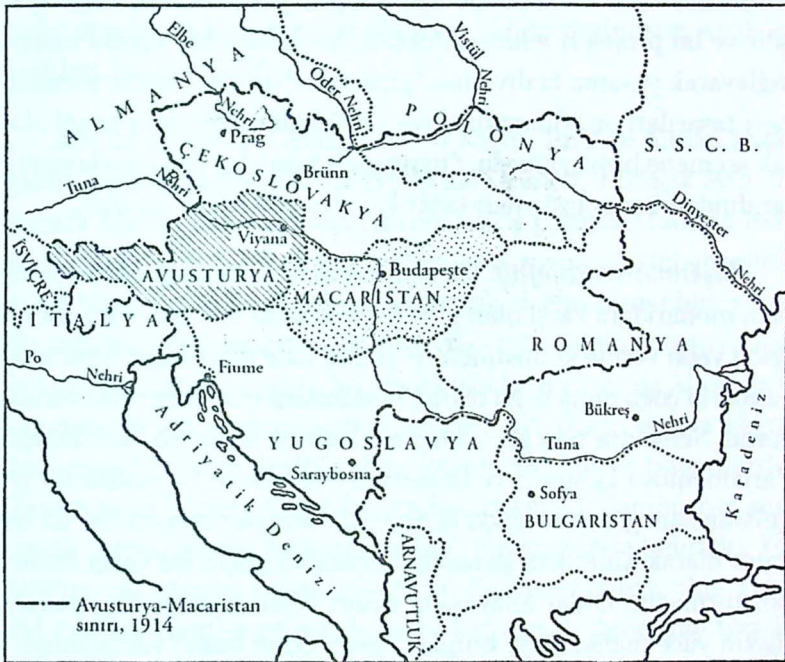 Elbe
Nehri
ALMANYA
Oder Nehri
Vistül Nehri
POLONYA
S.S.C.B.
Prag
ÇEKOSLOVAKYA
Brünn
Tuna Nehri
Dinyester Nehri
Viyana
İSVİÇRE
AVUSTURYA
Budapeşte
MACARİSTAN
İTALYA
ROMANYA
Po Nehri
Fiume
Bükreş
Tuna Nehri
YUGOSLAVYA
Saraybosna
Adriyatik Denizi
Sofya
BULGARİSTAN
Karadeniz
ARNAVUTLUK
Avusturya-Macaristan
sınırı, 1914